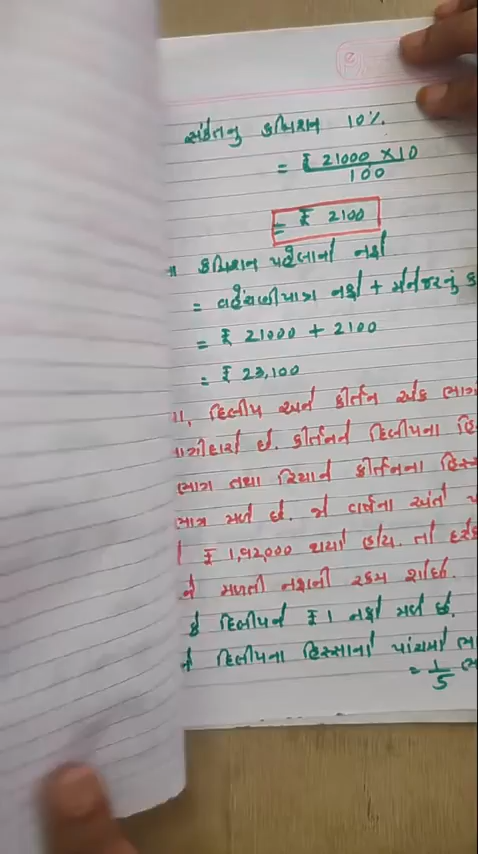 સંકેતનુ કમિશન 10%
= ₹ 21000 × 10
100
= ₹ 2100
કમિશન પહેલાનો નફો
= વહેંચણીપાત્ર નફો + મેનેજરનું ક
= ₹ 21000 + 2100
= ₹ 23,100
11, દિલીપ અને કીર્તન એક ભાગ
ભાગીદારો છે. કીર્તનને દિલીપના હિ
ભાગ તથા રિયાને કીર્તનના હિસ્સ
ભાગ મળે છે. જો વર્ષના અંતે
₹ 1,92,000 થયો હોય. તો દરેક
ને મળતી નફાની રકમ શોધો.
કે દિલીપને ₹ 1 નફો મળે છે.
ને દિલીપના હિસ્સાનો પાંચમો ભા
= 1/5 ભ